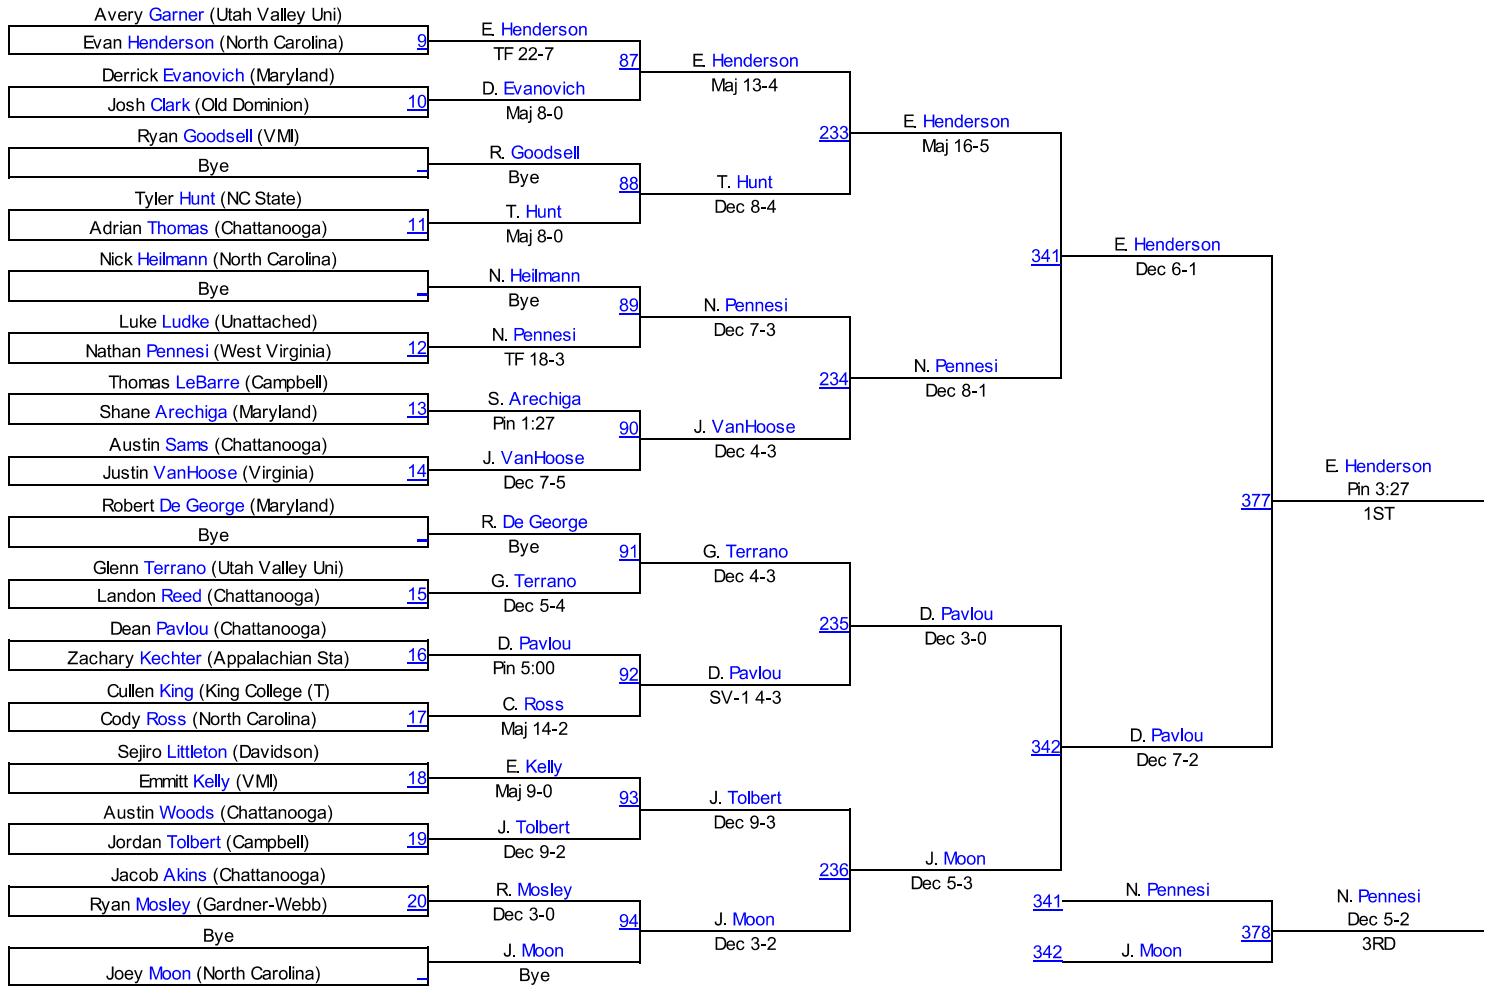 Avery Garner (Utah Valley Uni)
Evan Henderson (North Carolina) 9
Derrick Evanovich (Maryland)
Josh Clark (Old Dominion) 10
Ryan Goodsell (VMI)
Bye
Tyler Hunt (NC State)
Adrian Thomas (Chattanooga) 11
Nick Heilmann (North Carolina)
Bye
Luke Ludke (Unattached)
Nathan Pennesi (West Virginia) 12
Thomas LeBarre (Campbell)
Shane Arechiga (Maryland) 13
Austin Sams (Chattanooga)
Justin VanHoose (Virginia) 14
Robert De George (Maryland)
Bye
Glenn Terrano (Utah Valley Uni)
Landon Reed (Chattanooga) 15
Dean Pavlou (Chattanooga)
Zachary Kechter (Appalachian Sta) 16
Cullen King (King College (T)
Cody Ross (North Carolina) 17
Sejiro Littleton (Davidson)
Emmitt Kelly (VMI) 18
Austin Woods (Chattanooga)
Jordan Tolbert (Campbell) 19
Jacob Akins (Chattanooga)
Ryan Mosley (Gardner-Webb) 20
Bye
Joey Moon (North Carolina)
E. Henderson
TF 22-7
87
D. Evanovich
Maj 8-0
R. Goodsell
Bye
88
T. Hunt
Maj 8-0
N. Heilmann
Bye
89
N. Pennesi
TF 18-3
S. Arechiga
Pin 1:27
90
J. VanHoose
Dec 7-5
R. De George
Bye
91
G. Terrano
Dec 5-4
D. Pavlou
Pin 5:00
92
C. Ross
Maj 14-2
E. Kelly
Maj 9-0
93
J. Tolbert
Dec 9-2
R. Mosley
Dec 3-0
94
J. Moon
Bye
E. Henderson
Maj 13-4
233
T. Hunt
Dec 8-4
N. Pennesi
Dec 7-3
234
J. VanHoose
Dec 4-3
G. Terrano
Dec 4-3
235
D. Pavlou
SV-1 4-3
J. Tolbert
Dec 9-3
236
J. Moon
Dec 3-2
E. Henderson
Maj 16-5
341
N. Pennesi
Dec 8-1
D. Pavlou
Dec 3-0
342
J. Moon
Dec 5-3
E. Henderson
Dec 6-1
377
D. Pavlou
Dec 7-2
E. Henderson
Pin 3:27
1ST
341
N. Pennesi
378
342
J. Moon
N. Pennesi
Dec 5-2
3RD